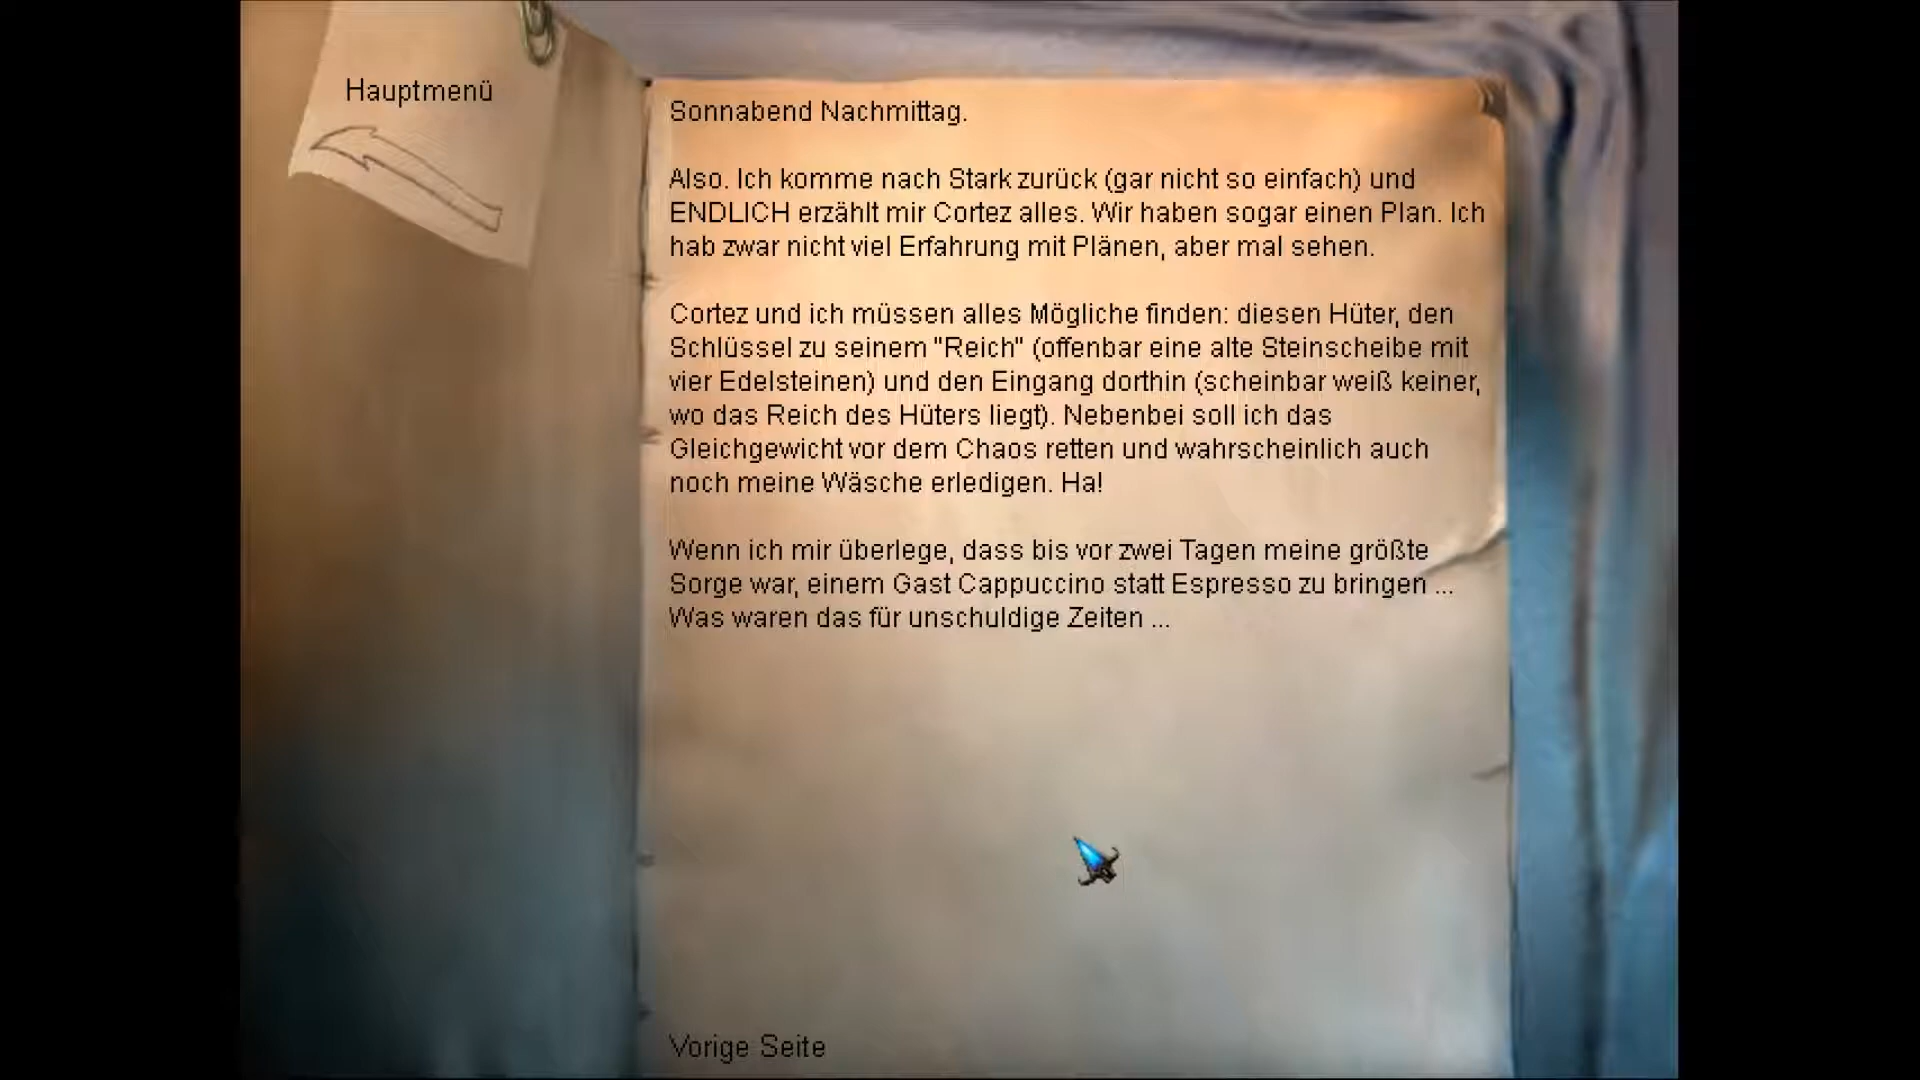 Hauptmenü
Sonnabend Nachmittag.
Also. Ich komme nach Stark zurück (gar nicht so einfach) und
ENDLICH erzählt mir Cortez alles. Wir haben sogar einen Plan. Ich
hab zwar nicht viel Erfahrung mit Plänen, aber mal sehen.
Cortez und ich müssen alles Mögliche finden: diesen Hüter, den
Schlüssel zu seinem "Reich" (offenbar eine alte Steinscheibe mit
vier Edelsteinen) und den Eingang dorthin (scheinbar weiß keiner,
wo das Reich des Hüters liegt). Nebenbei soll ich das
Gleichgewicht vor dem Chaos retten und wahrscheinlich auch
noch meine Wäsche erledigen. Ha!
Wenn ich mir überlege, dass bis vor zwei Tagen meine größte
Sorge war, einem Gast Cappuccino statt Espresso zu bringen ...
Was waren das für unschuldige Zeiten ...
Vorige Seite